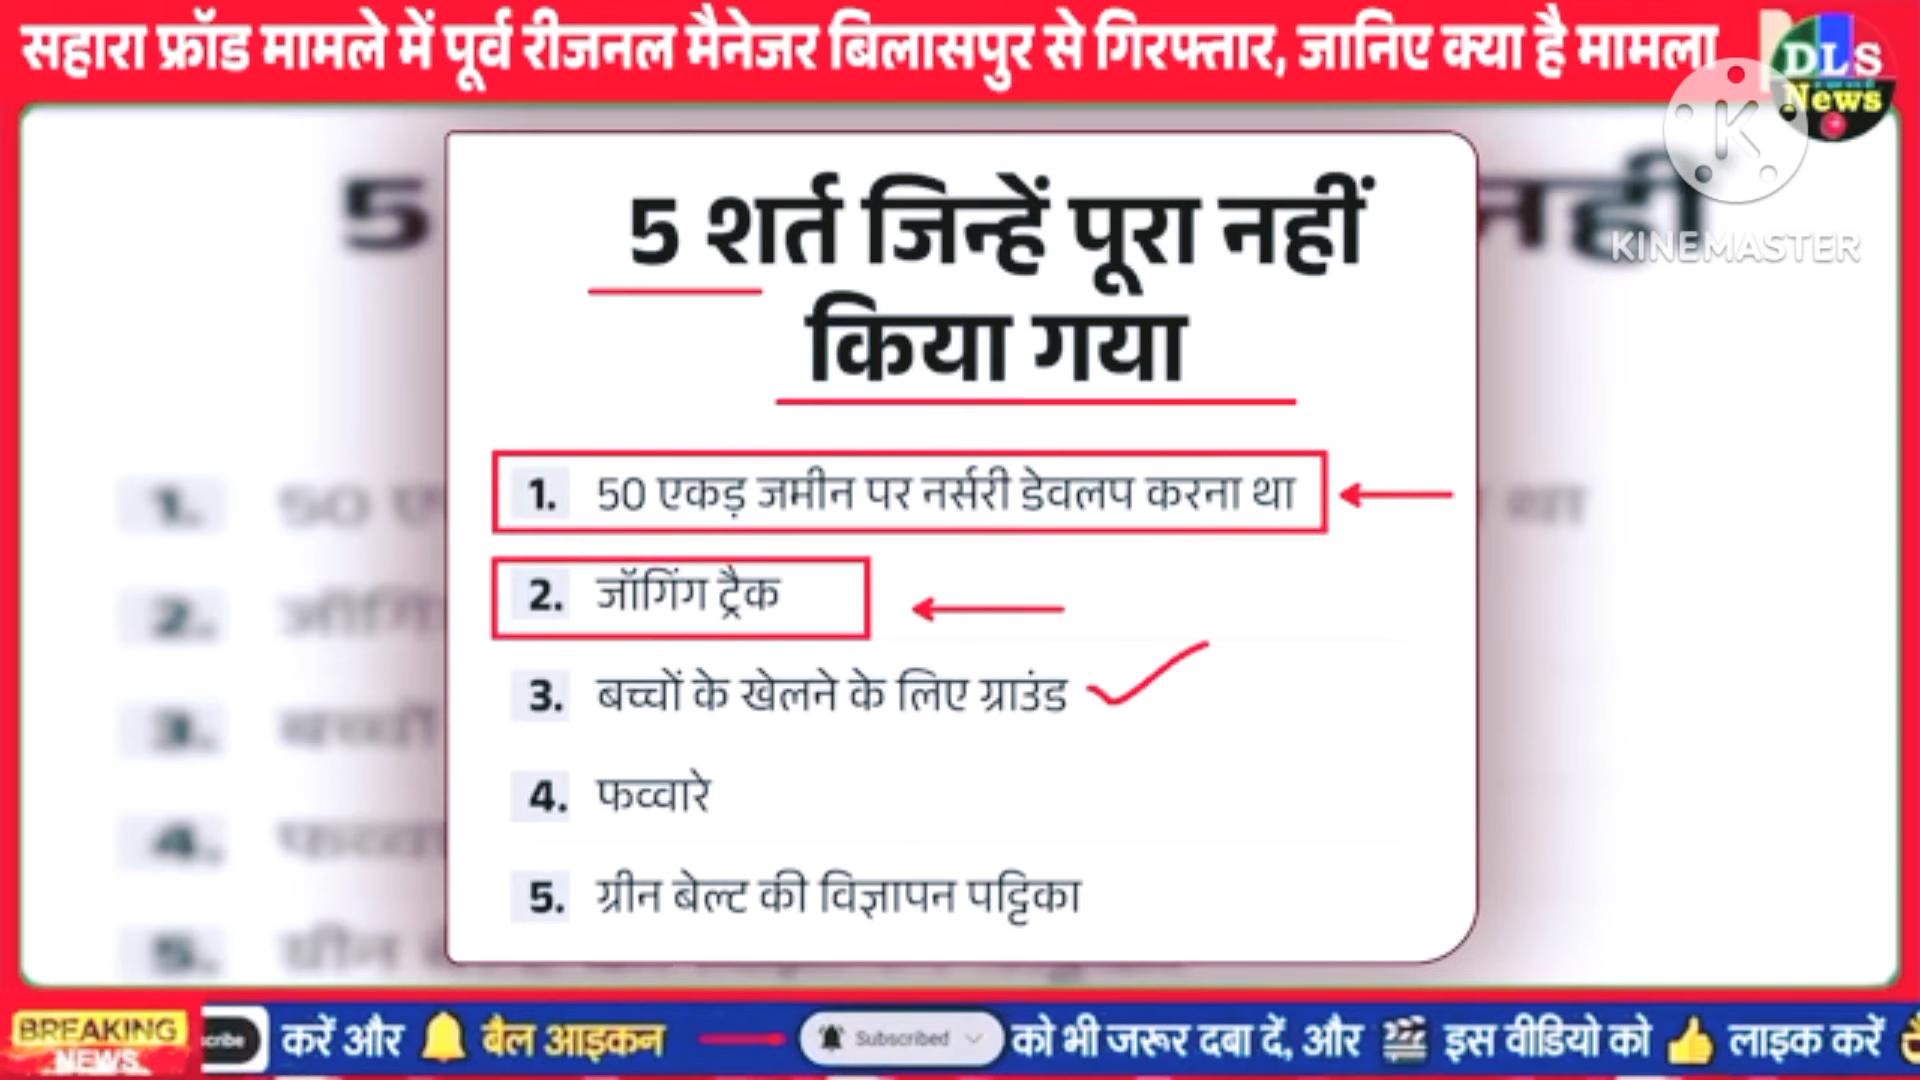 सहारा फ्रॉड मामले में पूर्व रीजनल मैनेजर बिलासपुर से गिरफ्तार, जानिए क्या है मामला
DLS
News
KINEMASTER
5 शर्त जिन्हें पूरा नहीं
किया गया
1. 50 एकड़ जमीन पर नर्सरी डेवलप करना था
2. जॉगिंग ट्रैक
3. बच्चों के खेलने के लिए ग्राउंड
4. फव्वारे
5. ग्रीन बेल्ट की विज्ञापन पट्टिका
BREAKING
NEWS
cribe करें और 🔔 बैल आइकन Subscribed को भी जरूर दबा दें, और 🎬 इस वीडियो को 👍 लाइक करें